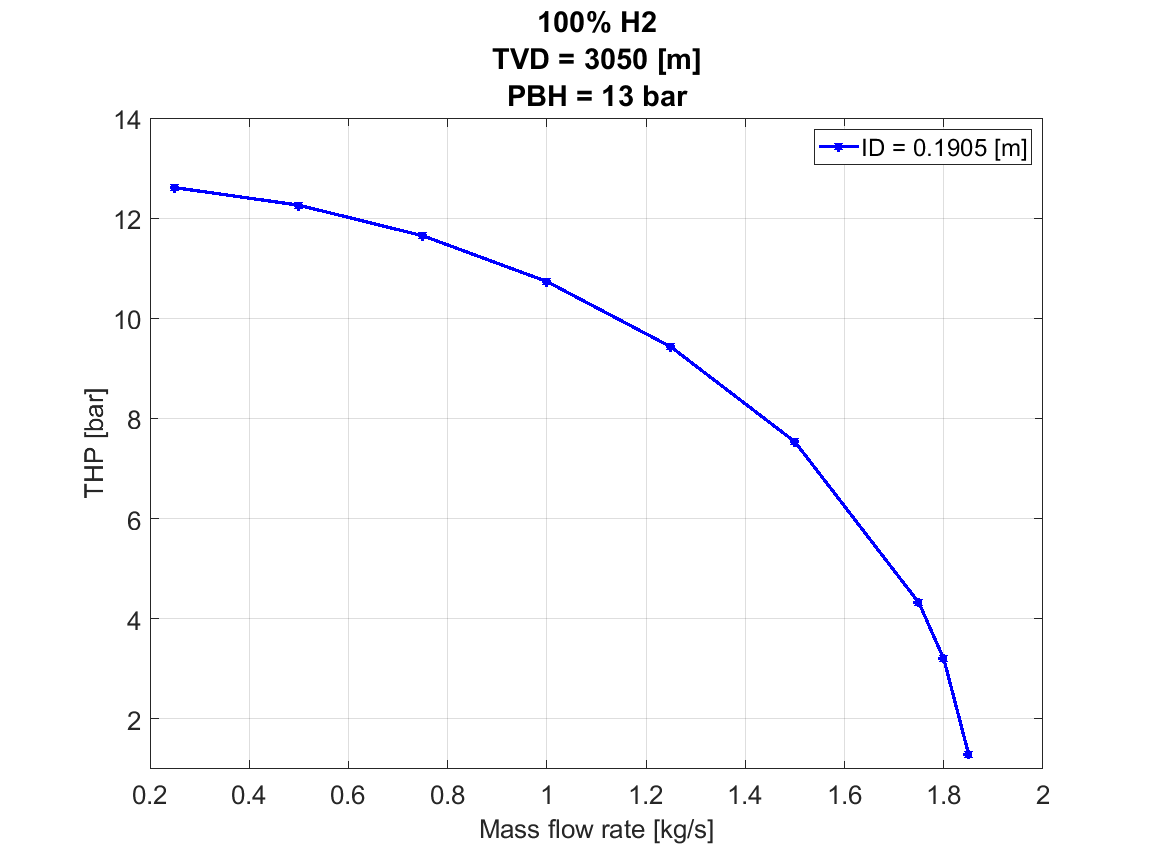 100% H2
TVD = 3050 [m]
PBH = 13 bar
ID = 0.1905 [m]
14
12
10
8
6
4
2
THP [bar]
0.2 0.4 0.6 0.8 1 1.2 1.4 1.6 1.8 2
Mass flow rate [kg/s]